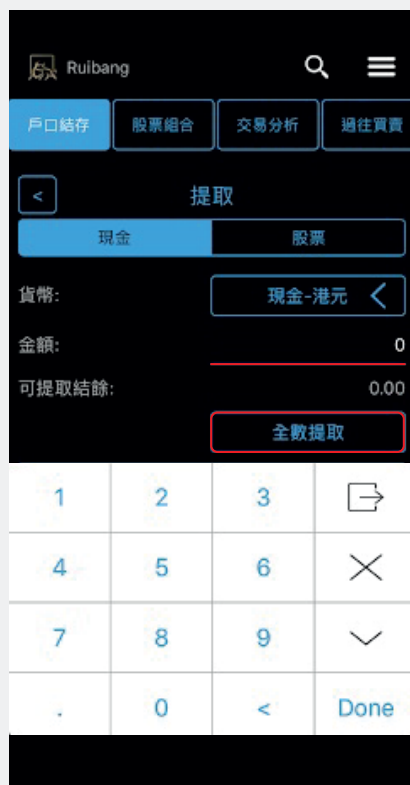 Ruibang
戶口結存 股票組合 交易分析 過往買賣
< 提取
現金 股票
貨幣: 現金-港元
金額: 0
可提取結餘: 0.00
全數提取
1 2 3
4 5 6
7 8 9
. 0 < Done